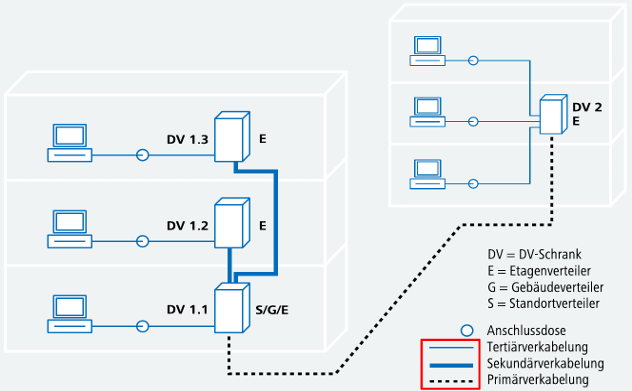 DV 2
E
DV 1.3
E
DV 1.2
E
DV 1.1
S/G/E
DV = DV-Schrank
E = Etagenverteiler
G = Gebäudeverteiler
S = Standortverteiler
Anschlussdose
Tertiärverkabelung
Sekundärverkabelung
Primärverkabelung